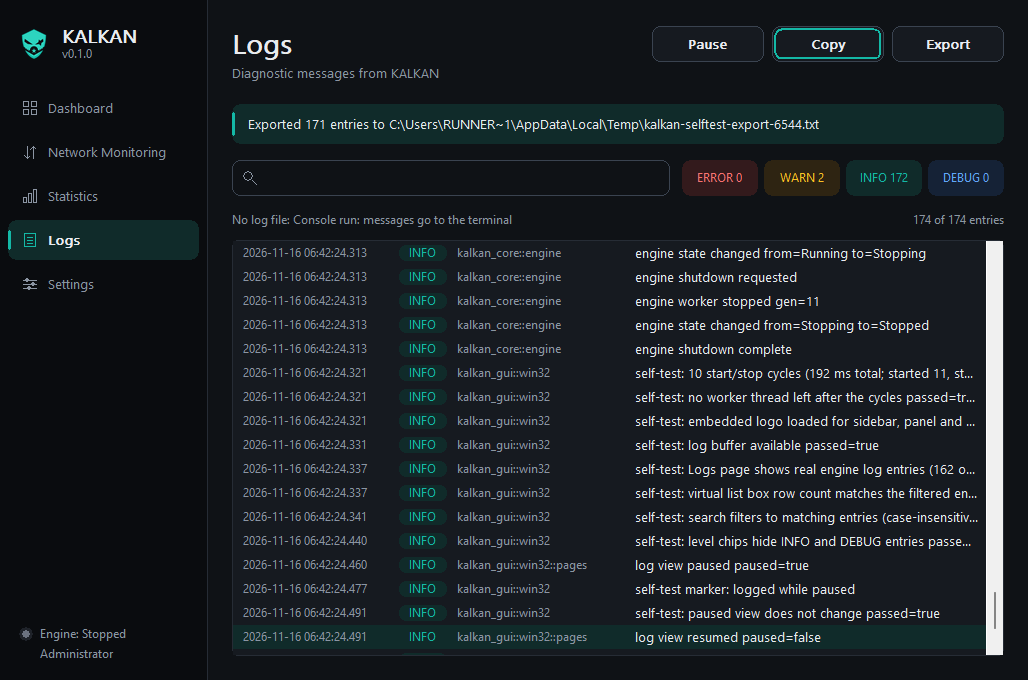 KALKAN
v0.1.0
Dashboard
Network Monitoring
Statistics
Logs
Settings
Engine: Stopped
Administrator
Logs
Diagnostic messages from KALKAN
Pause
Copy
Export
Exported 171 entries to C:\Users\RUNNER~1\AppData\Local\Temp\kalkan-selftest-export-6544.txt
ERROR 0
WARN 2
INFO 172
DEBUG 0
No log file: Console run: messages go to the terminal
174 of 174 entries
2026-11-16 06:42:24.313 INFO kalkan_core::engine engine state changed from=Running to=Stopping
2026-11-16 06:42:24.313 INFO kalkan_core::engine engine shutdown requested
2026-11-16 06:42:24.313 INFO kalkan_core::engine engine worker stopped gen=11
2026-11-16 06:42:24.313 INFO kalkan_core::engine engine state changed from=Stopping to=Stopped
2026-11-16 06:42:24.313 INFO kalkan_core::engine engine shutdown complete
2026-11-16 06:42:24.321 INFO kalkan_gui::win32 self-test: 10 start/stop cycles (192 ms total; started 11, st...
2026-11-16 06:42:24.321 INFO kalkan_gui::win32 self-test: no worker thread left after the cycles passed=tr...
2026-11-16 06:42:24.321 INFO kalkan_gui::win32 self-test: embedded logo loaded for sidebar, panel and ...
2026-11-16 06:42:24.331 INFO kalkan_gui::win32 self-test: log buffer available passed=true
2026-11-16 06:42:24.337 INFO kalkan_gui::win32 self-test: Logs page shows real engine log entries (162 o...
2026-11-16 06:42:24.337 INFO kalkan_gui::win32 self-test: virtual list box row count matches the filtered en...
2026-11-16 06:42:24.341 INFO kalkan_gui::win32 self-test: search filters to matching entries (case-insensitiv...
2026-11-16 06:42:24.440 INFO kalkan_gui::win32 self-test: level chips hide INFO and DEBUG entries passe...
2026-11-16 06:42:24.460 INFO kalkan_gui::win32::pages log view paused paused=true
2026-11-16 06:42:24.477 INFO kalkan_gui::win32 self-test marker: logged while paused
2026-11-16 06:42:24.491 INFO kalkan_gui::win32 self-test: paused view does not change passed=true
2026-11-16 06:42:24.491 INFO kalkan_gui::win32::pages log view resumed paused=false